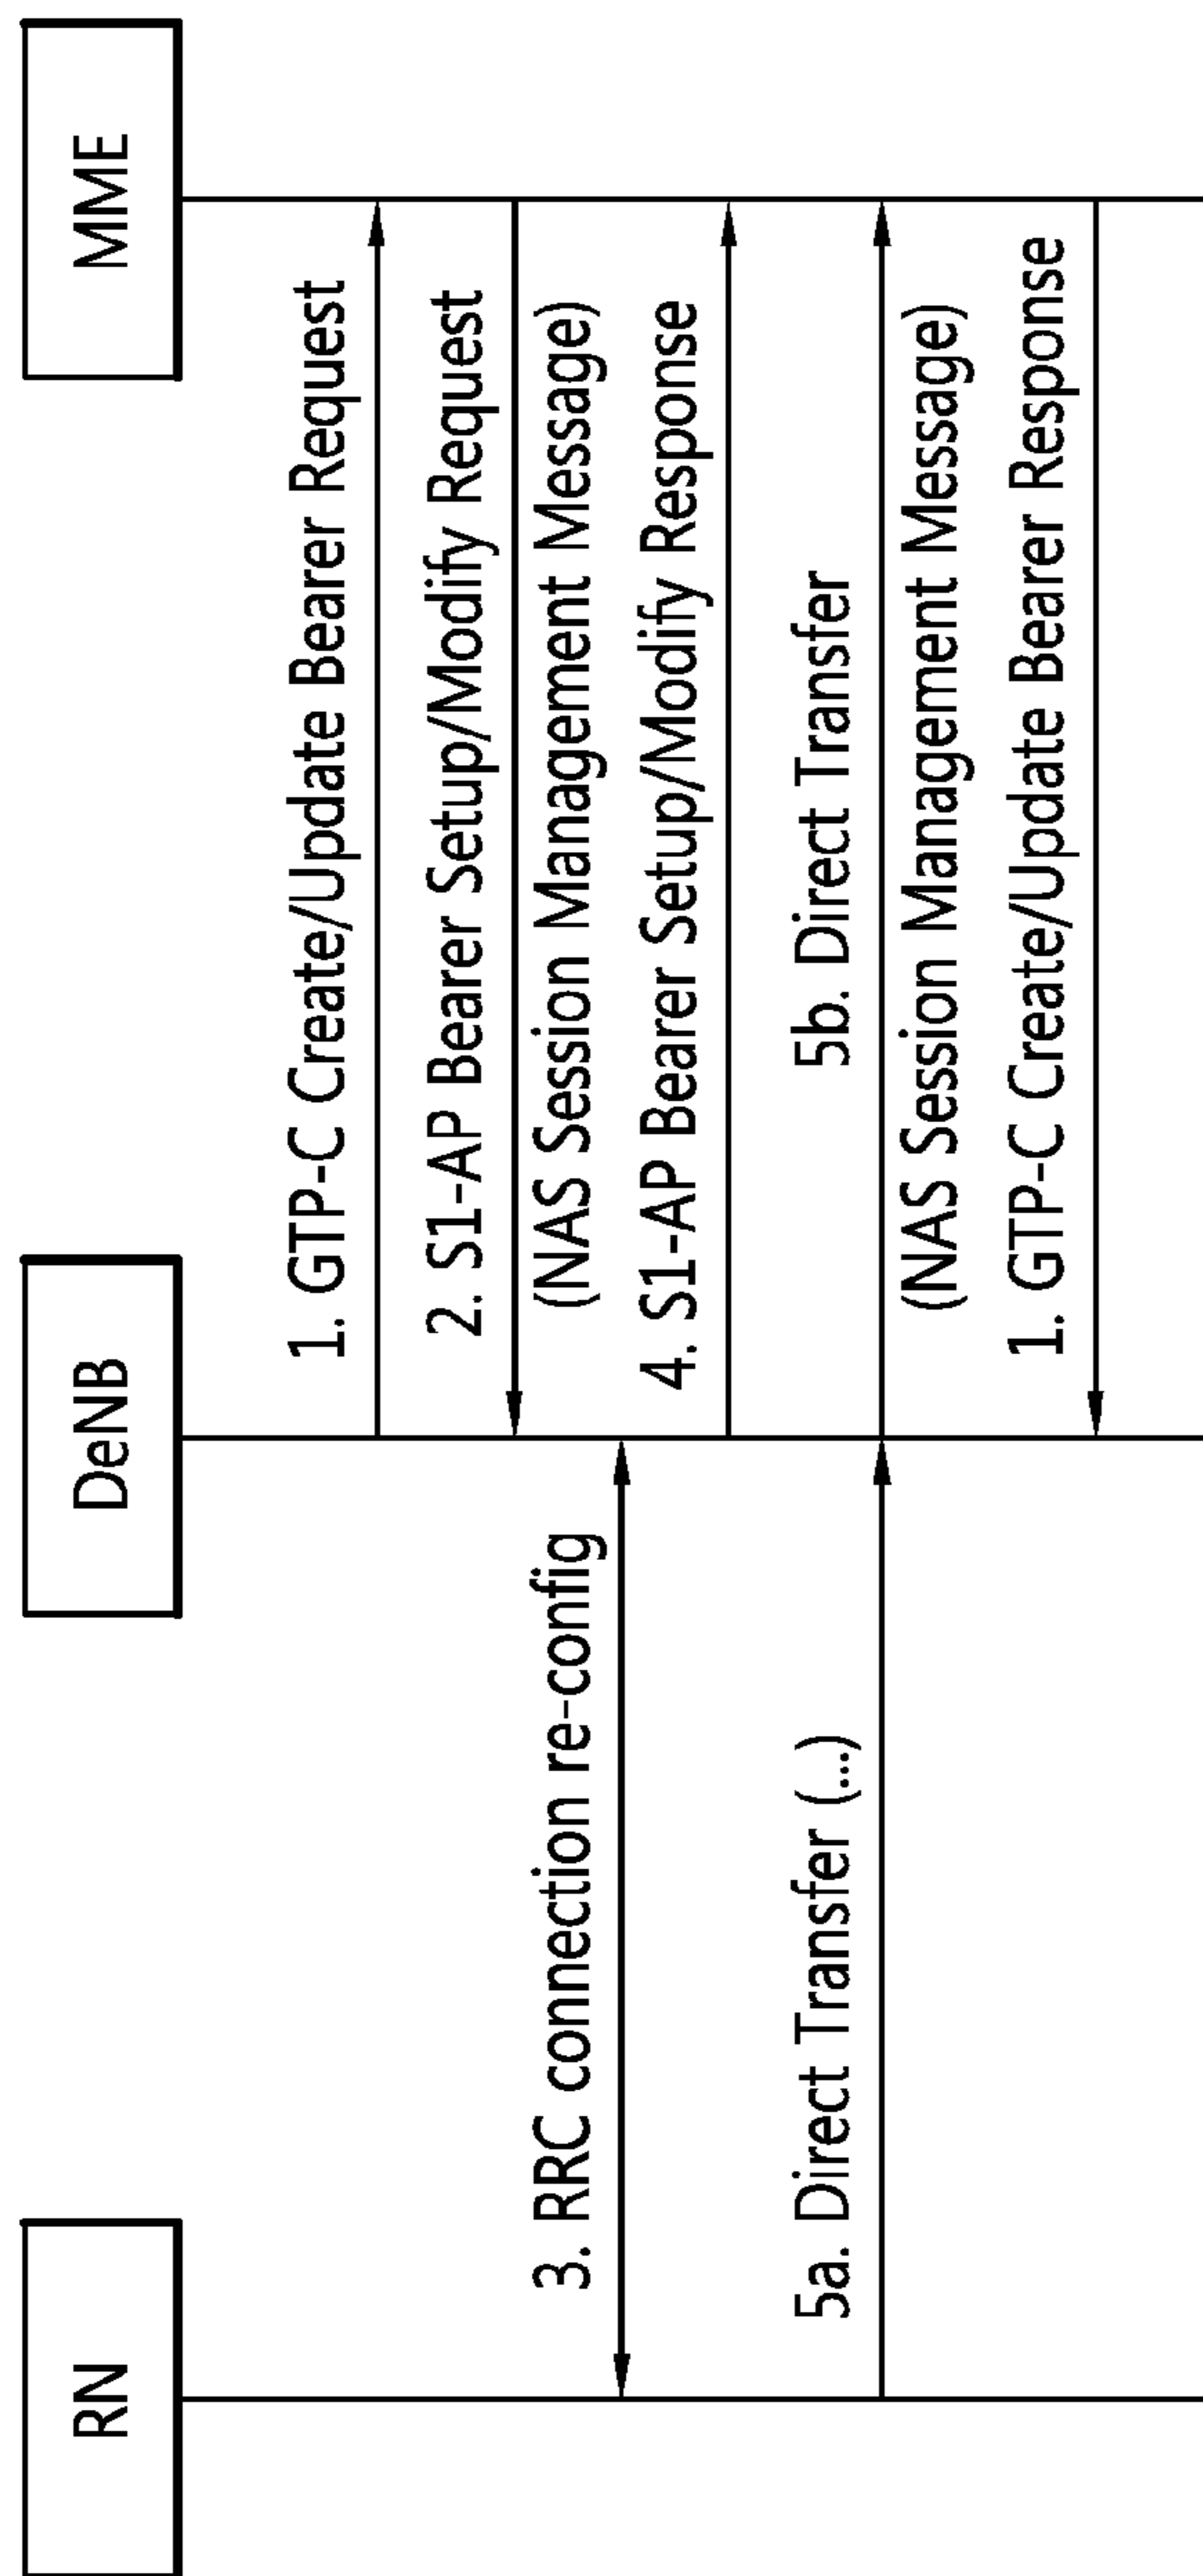 RN
DeNB
MME
1. GTP-C Create/Update Bearer Request
2. S1-AP Bearer Setup/Modify Request
(NAS Session Management Message)
3. RRC connection re-config
4. S1-AP Bearer Setup/Modify Response
5a. Direct Transfer (...)
5b. Direct Transfer
(NAS Session Management Message)
1. GTP-C Create/Update Bearer Response